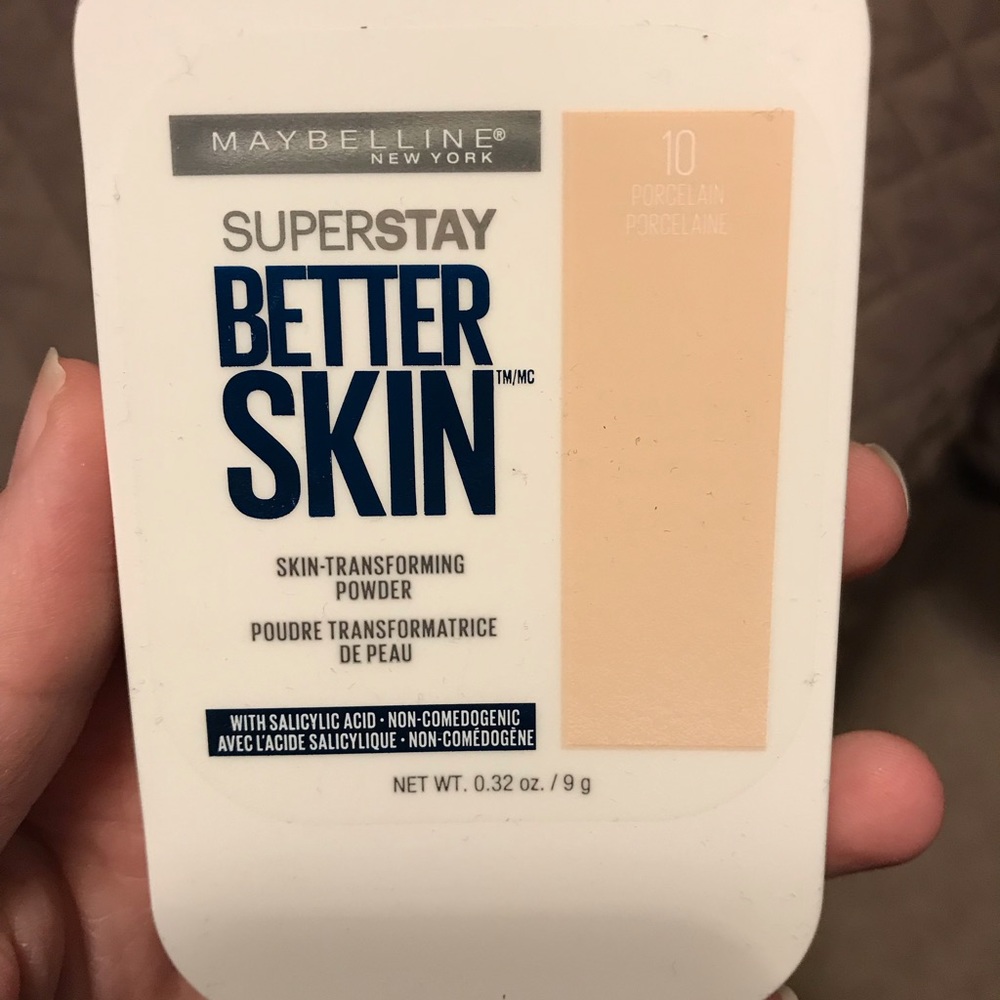 MAYBELLINE®
NEW YORK
SUPERSTAY
BETTER
SKIN™/MC
SKIN-TRANSFORMING
POWDER
POUDRE TRANSFORMATRICE
DE PEAU
WITH SALICYLIC ACID · NON-COMEDOGENIC
AVEC L'ACIDE SALICYLIQUE · NON-COMÉDOGÈNE
NET WT. 0.32 oz. / 9 g
10
PORCELAIN
PORCELAINE